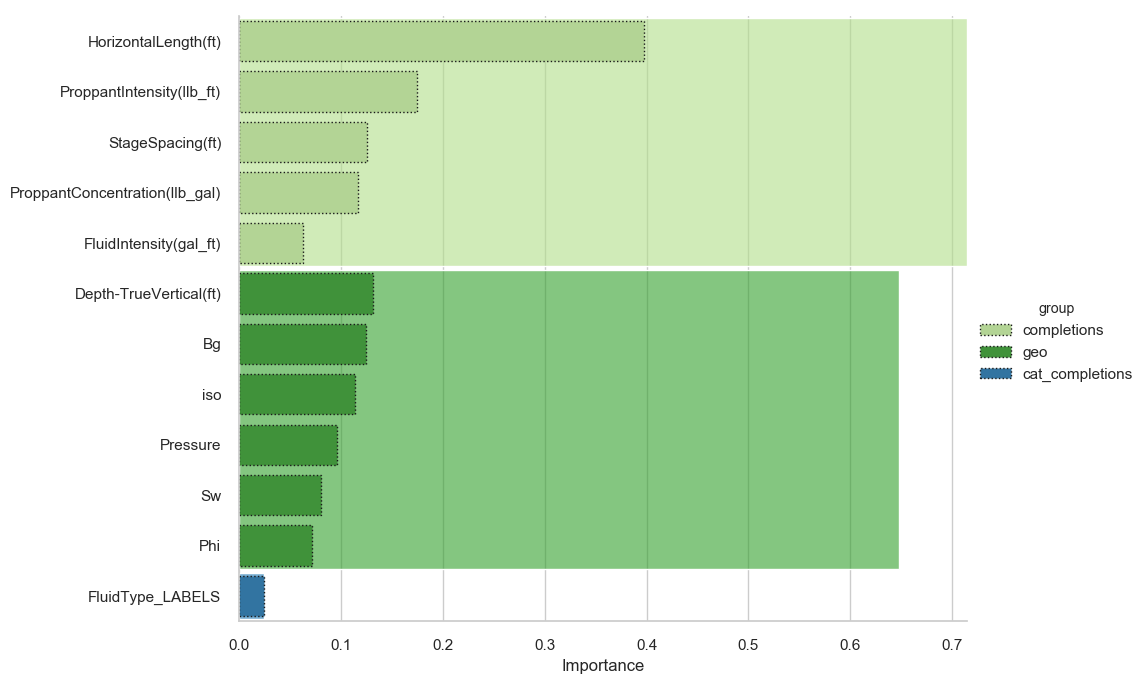 HorizontalLength(ft)
ProppantIntensity(llb_ft)
StageSpacing(ft)
ProppantConcentration(llb_gal)
FluidIntensity(gal_ft)
Depth-TrueVertical(ft)
Bg
iso
Pressure
Sw
Phi
FluidType_LABELS
0.0 0.1 0.2 0.3 0.4 0.5 0.6 0.7
Importance
group
completions
geo
cat_completions